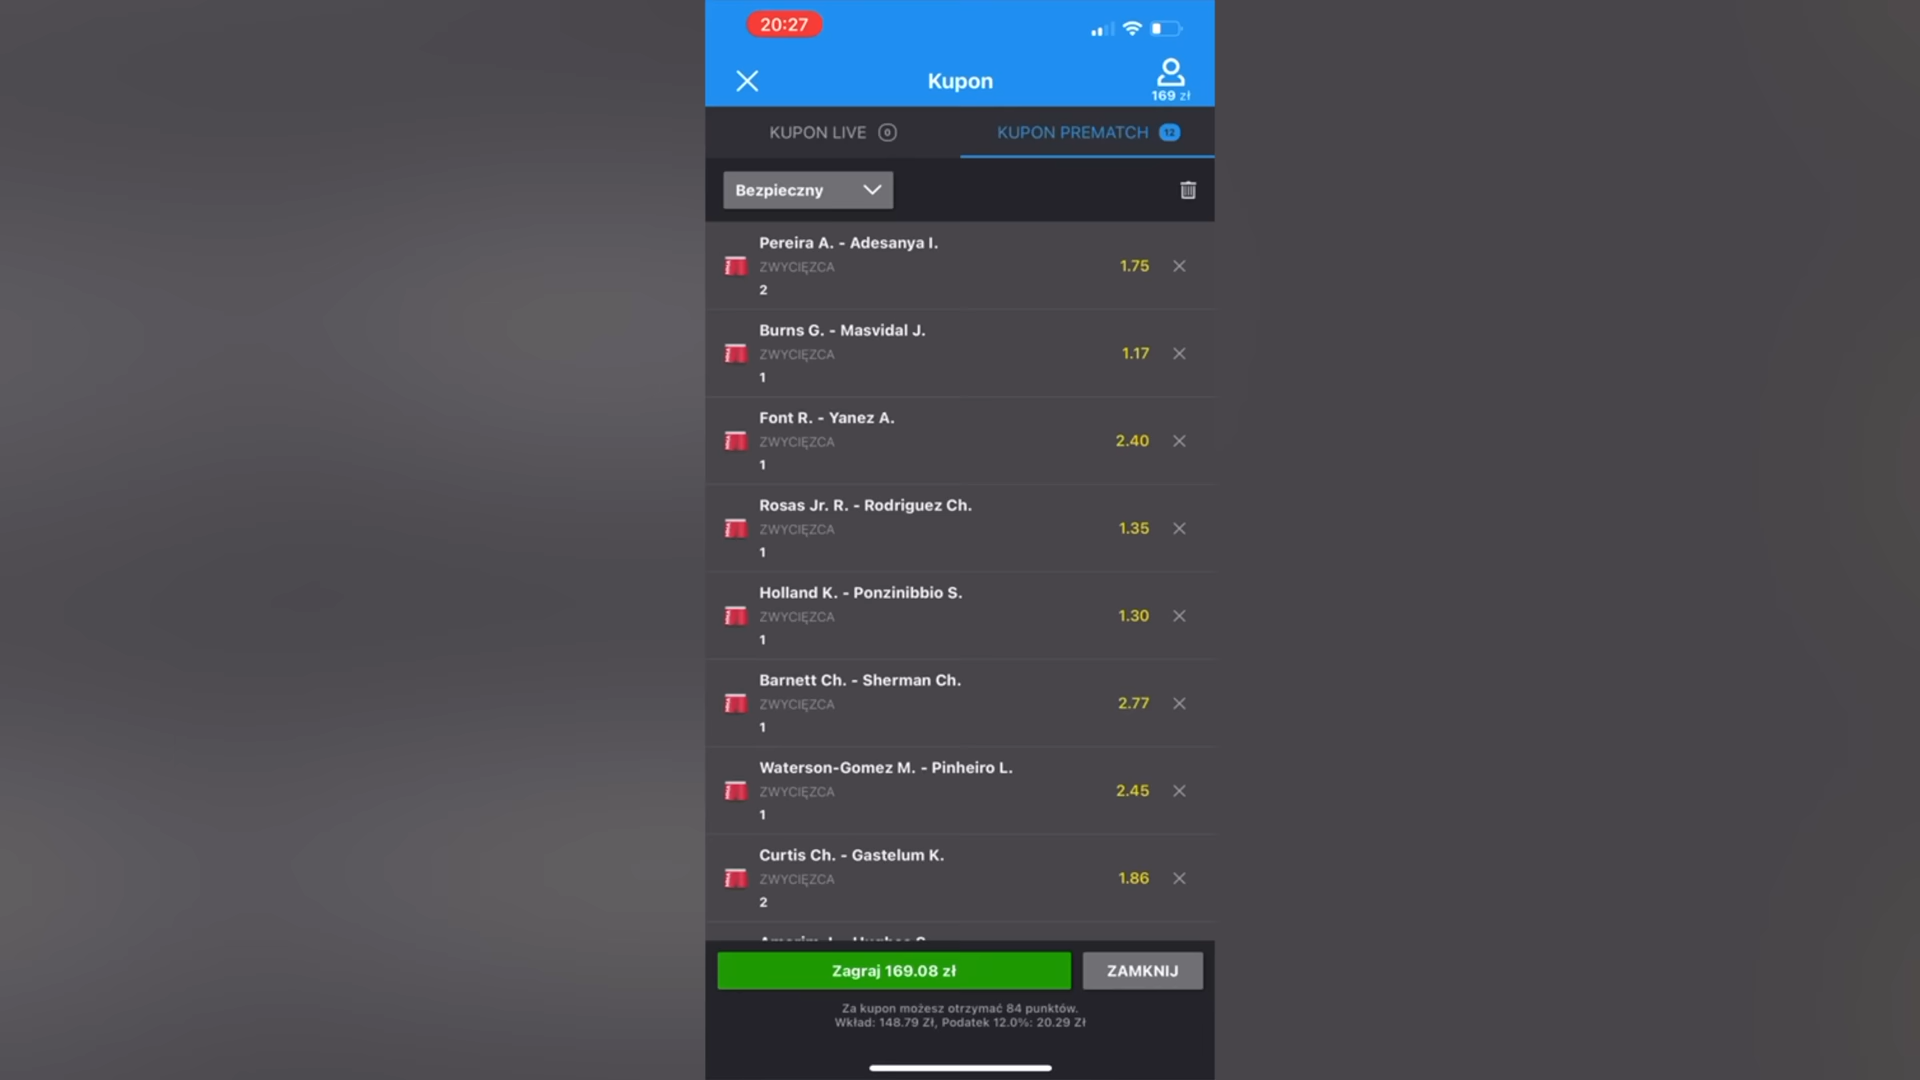 20:27
Kupon
169 zł
KUPON LIVE 0
KUPON PREMATCH 12
Bezpieczny
Pereira A. - Adesanya I.
ZWYCIĘZCA
1.75
2
Burns G. - Masvidal J.
ZWYCIĘZCA
1.17
1
Font R. - Yanez A.
ZWYCIĘZCA
2.40
1
Rosas Jr. R. - Rodriguez Ch.
ZWYCIĘZCA
1.35
1
Holland K. - Ponzinibbio S.
ZWYCIĘZCA
1.30
1
Barnett Ch. - Sherman Ch.
ZWYCIĘZCA
2.77
1
Waterson-Gomez M. - Pinheiro L.
ZWYCIĘZCA
2.45
1
Curtis Ch. - Gastelum K.
ZWYCIĘZCA
1.86
2
Zagraj 169.08 zł
ZAMKNIJ
Za kupon możesz otrzymać 84 punktów.
Wkład: 148.79 Zł, Podatek 12.0%: 20.29 Zł